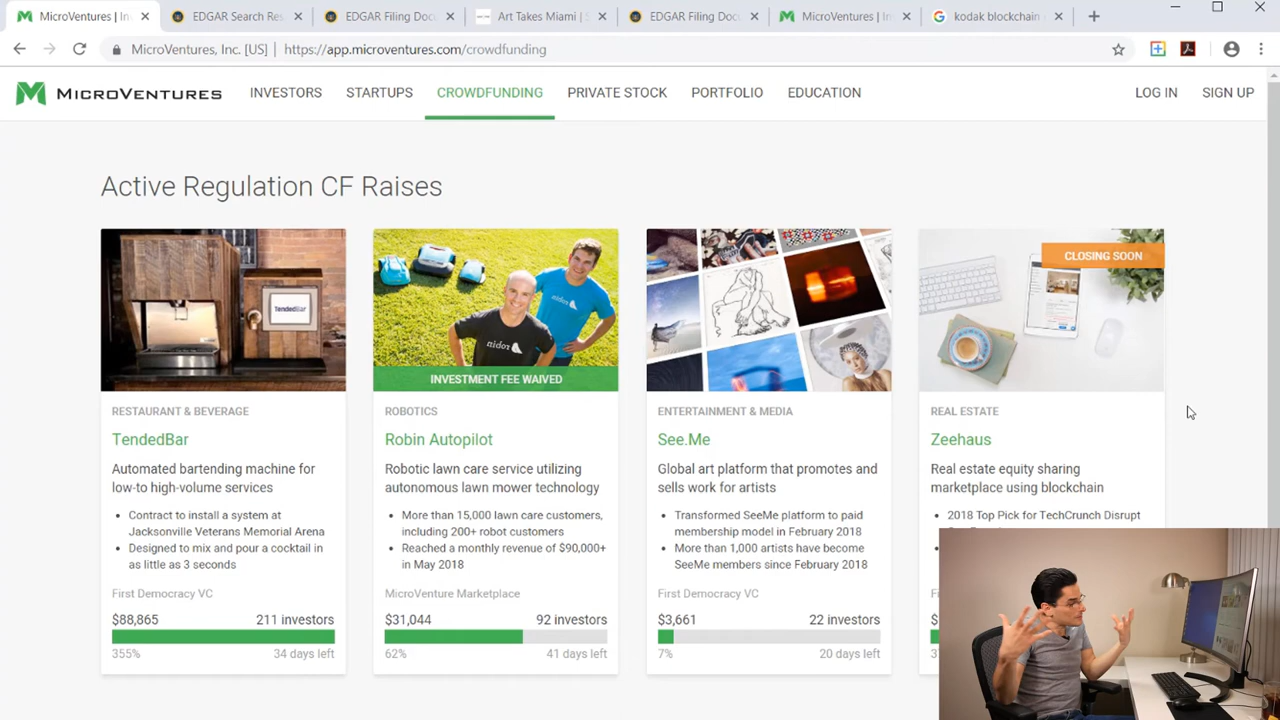 MicroVentures | In
EDGAR Search Res
EDGAR Filing Docu
Art Takes Miami | S
EDGAR Filing Docu
MicroVentures | In
kodak blockchain
MicroVentures, Inc. [US] | https://app.microventures.com/crowdfunding
MICROVENTURES
INVESTORS
STARTUPS
CROWDFUNDING
PRIVATE STOCK
PORTFOLIO
EDUCATION
LOG IN
SIGN UP
Active Regulation CF Raises
TendedBar
RESTAURANT & BEVERAGE
TendedBar
Automated bartending machine for
low-to high-volume services
• Contract to install a system at
Jacksonville Veterans Memorial Arena
• Designed to mix and pour a cocktail in
as little as 3 seconds
First Democracy VC
$88,865 211 investors
355% 34 days left
robin
INVESTMENT FEE WAIVED
ROBOTICS
Robin Autopilot
Robotic lawn care service utilizing
autonomous lawn mower technology
• More than 15,000 lawn care customers,
including 200+ robot customers
• Reached a monthly revenue of $90,000+
in May 2018
MicroVenture Marketplace
$31,044 92 investors
62% 41 days left
ENTERTAINMENT & MEDIA
See.Me
Global art platform that promotes and
sells work for artists
• Transformed SeeMe platform to paid
membership model in February 2018
• More than 1,000 artists have become
SeeMe members since February 2018
First Democracy VC
$3,661 22 investors
7% 20 days left
CLOSING SOON
REAL ESTATE
Zeehaus
Real estate equity sharing
marketplace using blockchain
• 2018 Top Pick for TechCrunch Disrupt